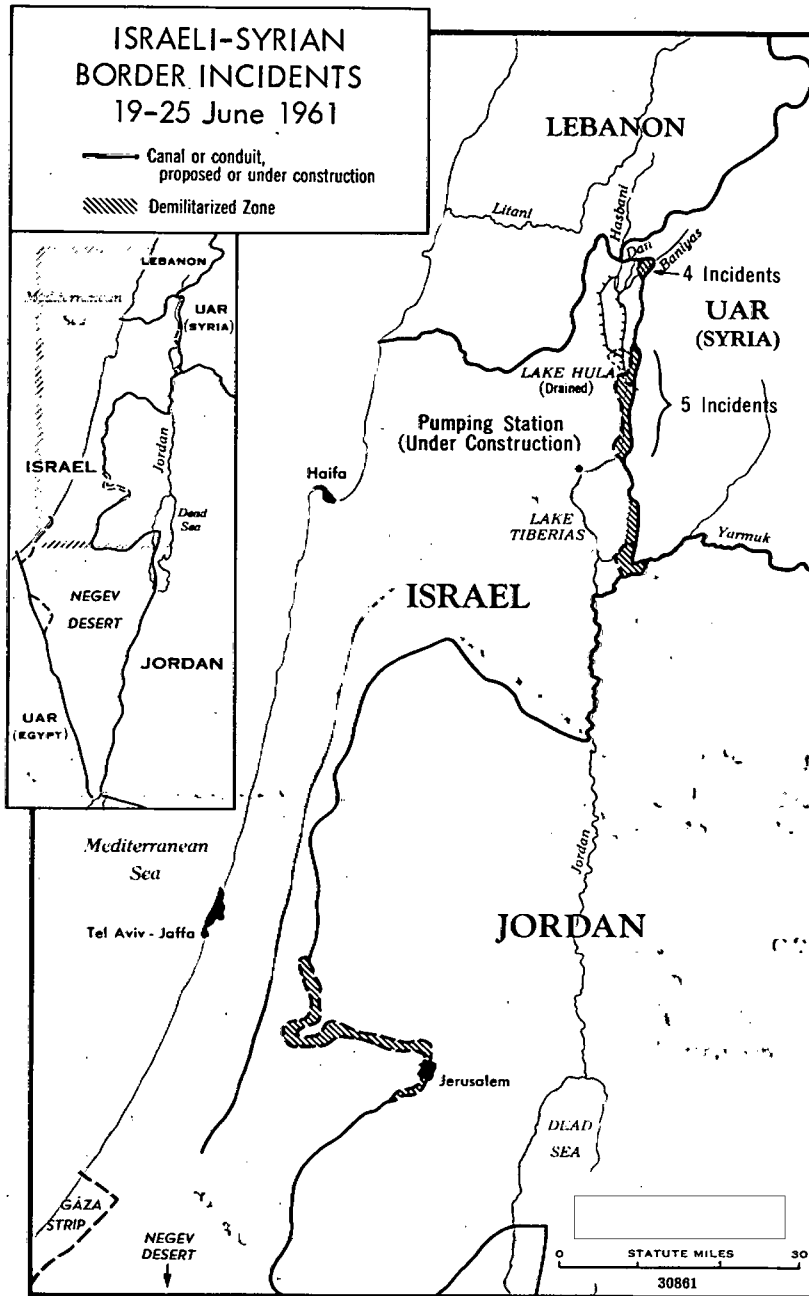 ISRAELI-SYRIAN
BORDER INCIDENTS
19-25 June 1961
Canal or conduit,
proposed or under construction
Demilitarized Zone
LEBANON
Mediterranean
Sea
UAR
(SYRIA)
ISRAEL
Jordan
Dead
Sea
NEGEV
DESERT
JORDAN
UAR
(EGYPT)
LEBANON
Litani
Hasbani
Dan
Baniyas
4 Incidents
UAR
(SYRIA)
LAKE HULA
(Drained)
5 Incidents
Pumping Station
(Under Construction)
Haifa
LAKE
TIBERIAS
Yarmuk
ISRAEL
Mediterranean
Sea
Jordan
Tel Aviv - Jaffa
JORDAN
Jerusalem
DEAD
SEA
GAZA
STRIP
NEGEV
DESERT
0 STATUTE MILES 30
30861